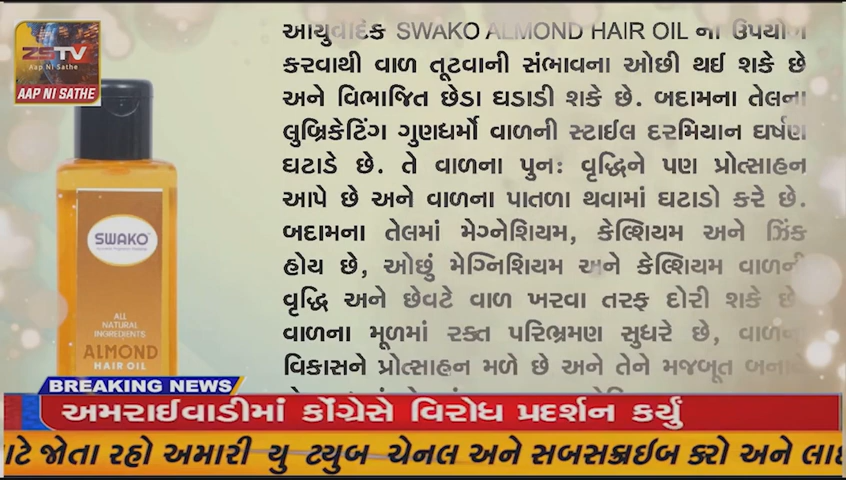 ZSTV
Aap Ni Sathe
AAP NI SATHE
આયુર્વેદિક SWAKO ALMOND HAIR OIL ના ઉપયોગ
કરવાથી વાળ તૂટવાની સંભાવના ઓછી થઈ શકે છે
અને વિભાજિત છેડા ઘડાડી શકે છે. બદામના તેલના
લુબ્રિકેટિંગ ગુણધર્મો વાળની સ્ટાઈલ દરમિયાન ઘર્ષણ
ઘટાડે છે. તે વાળના પુનઃ વૃદ્ધિને પણ પ્રોત્સાહન
આપે છે અને વાળના પાતળા થવામાં ઘટાડો કરે છે.
બદામના તેલમાં મેગ્નેશિયમ, કેલ્શિયમ અને ઝિંક
હોય છે, ઓછું મેગ્નિશિયમ અને કેલ્શિયમ વાળની
વૃદ્ધિ અને છેવટે વાળ ખરવા તરફ દોરી શકે છે
વાળના મૂળમાં રક્ત પરિભ્રમણ સુધરે છે, વાળના
વિકાસને પ્રોત્સાહન મળે છે અને તેને મજબૂત બનાવે
SWAKO
ALL
NATURAL
INGREDIENTS
ALMOND
HAIR OIL
BREAKING NEWS
અમરાઈવાડીમાં કોંગ્રેસે વિરોધ પ્રદર્શન કર્યું
જોતા રહો અમારી યુ ટ્યુબ ચેનલ અને સબસક્રાઇબ કરો અને